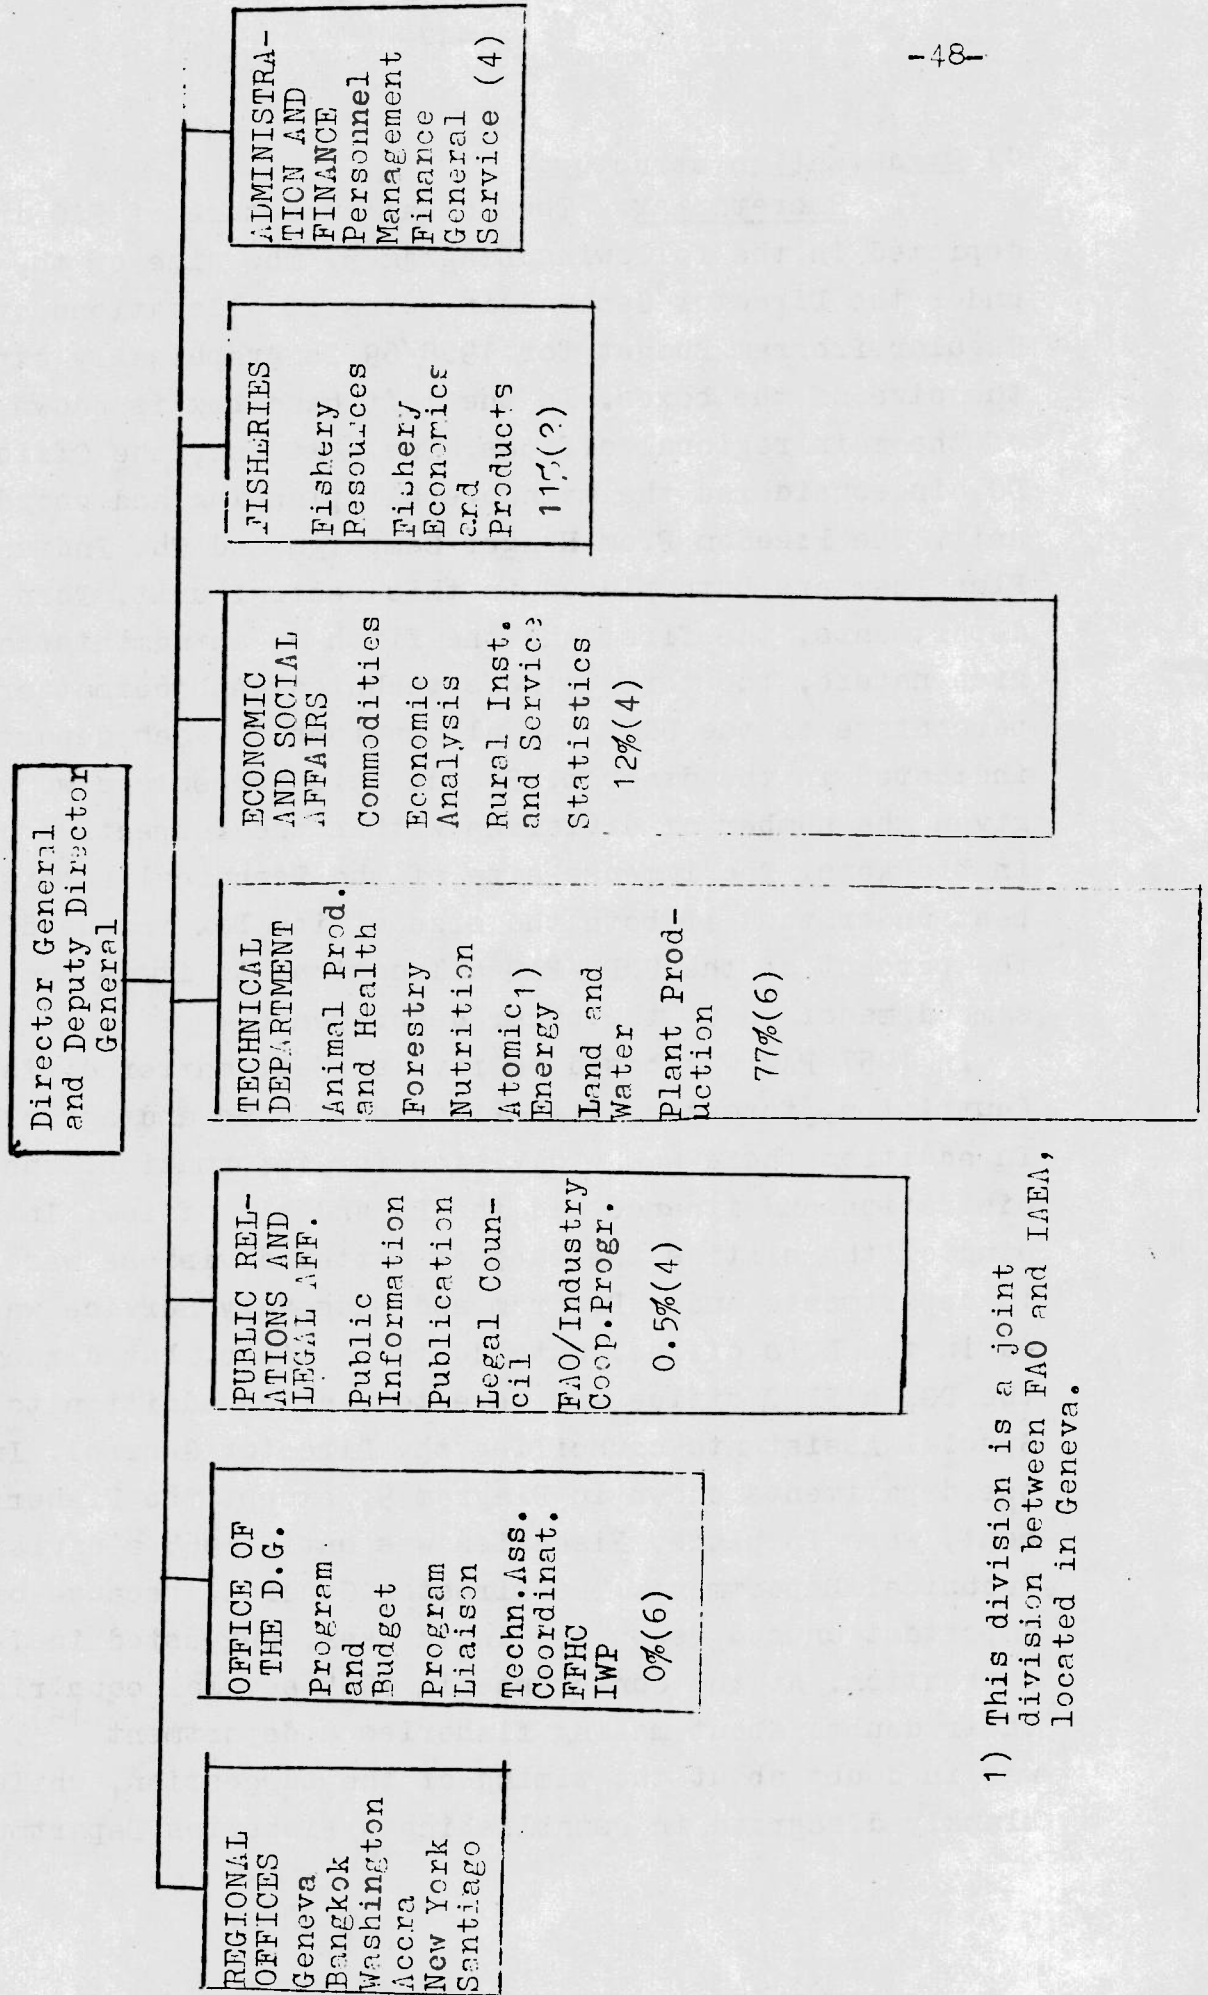 -48-
Director General
and Deputy Director
General
REGIONAL
OFFICES
Geneva
Bangkok
Washington
Accra
New York
Santiago
OFFICE OF
THE D.G.
Program
and
Budget
Program
Liaison
Techn.Ass.
Coordinat.
FFHC
IWP
0%(6)
PUBLIC REL-
ATIONS AND
LEGAL AFF.
Public
Information
Publication
Legal Coun-
cil
FAO/Industry
Coop.Progr.
0.5%(4)
TECHNICAL
DEPARTMENT
Animal Prod.
and Health
Forestry
Nutrition
Atomic 1)
Energy
Land and
Water
Plant Prod-
uction
77%(6)
ECONOMIC
AND SOCIAL
AFFAIRS
Commodities
Economic
Analysis
Rural Inst.
and Service
Statistics
12%(4)
FISHERIES
Fishery
Resources
Fishery
Economics
and
Products
11%(2)
ADMINISTRA-
TION AND
FINANCE
Personnel
Management
Finance
General
Service (4)
1) This division is a joint
division between FAO and IAEA,
located in Geneva.